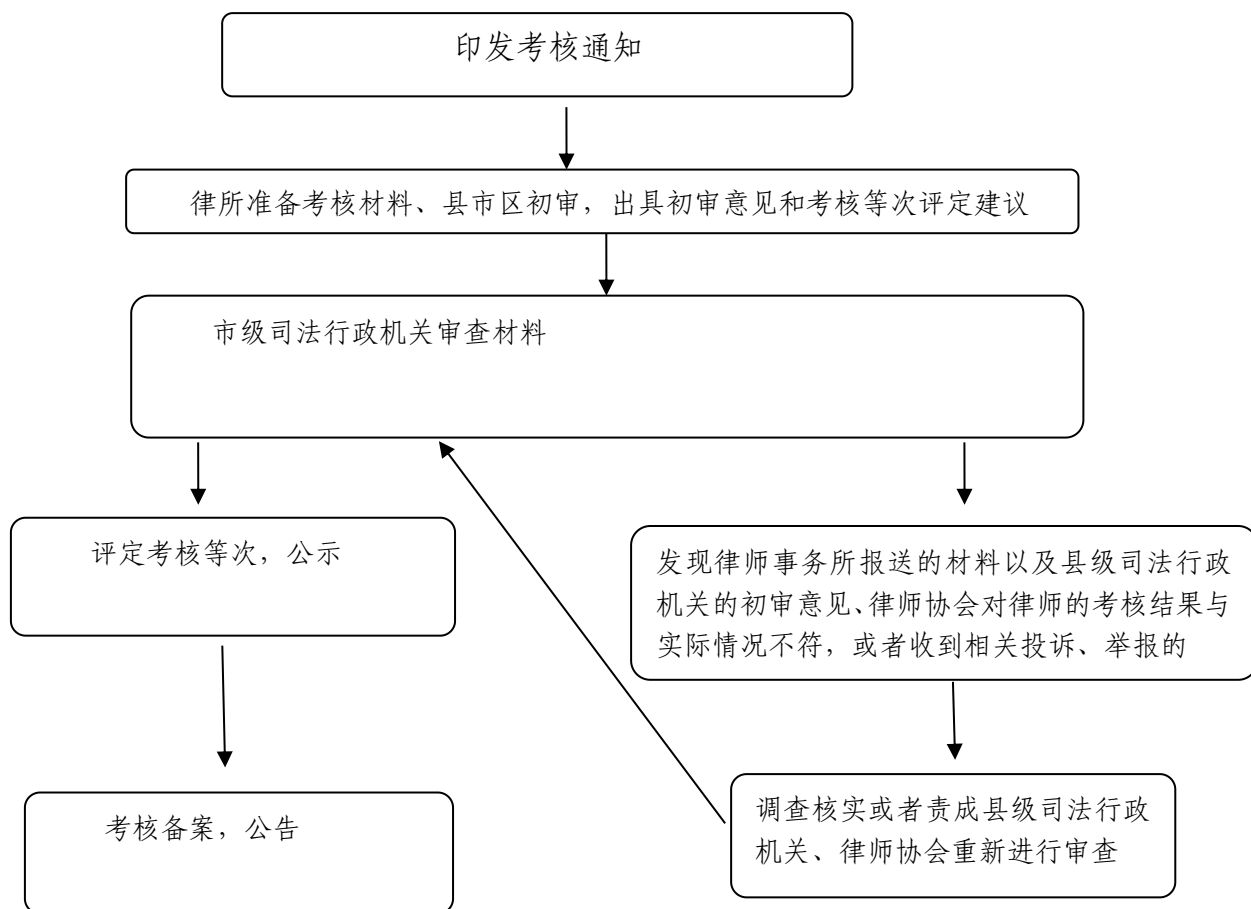 印发考核通知
律所准备考核材料、县市区初审，出具初审意见和考核等次评定建议
市级司法行政机关审查材料
评定考核等次，公示
发现律师事务所报送的材料以及县级司法行政
机关的初审意见、律师协会对律师的考核结果与
实际情况不符，或者收到相关投诉、举报的
考核备案，公告
调查核实或者责成县级司法行政
机关、律师协会重新进行审查